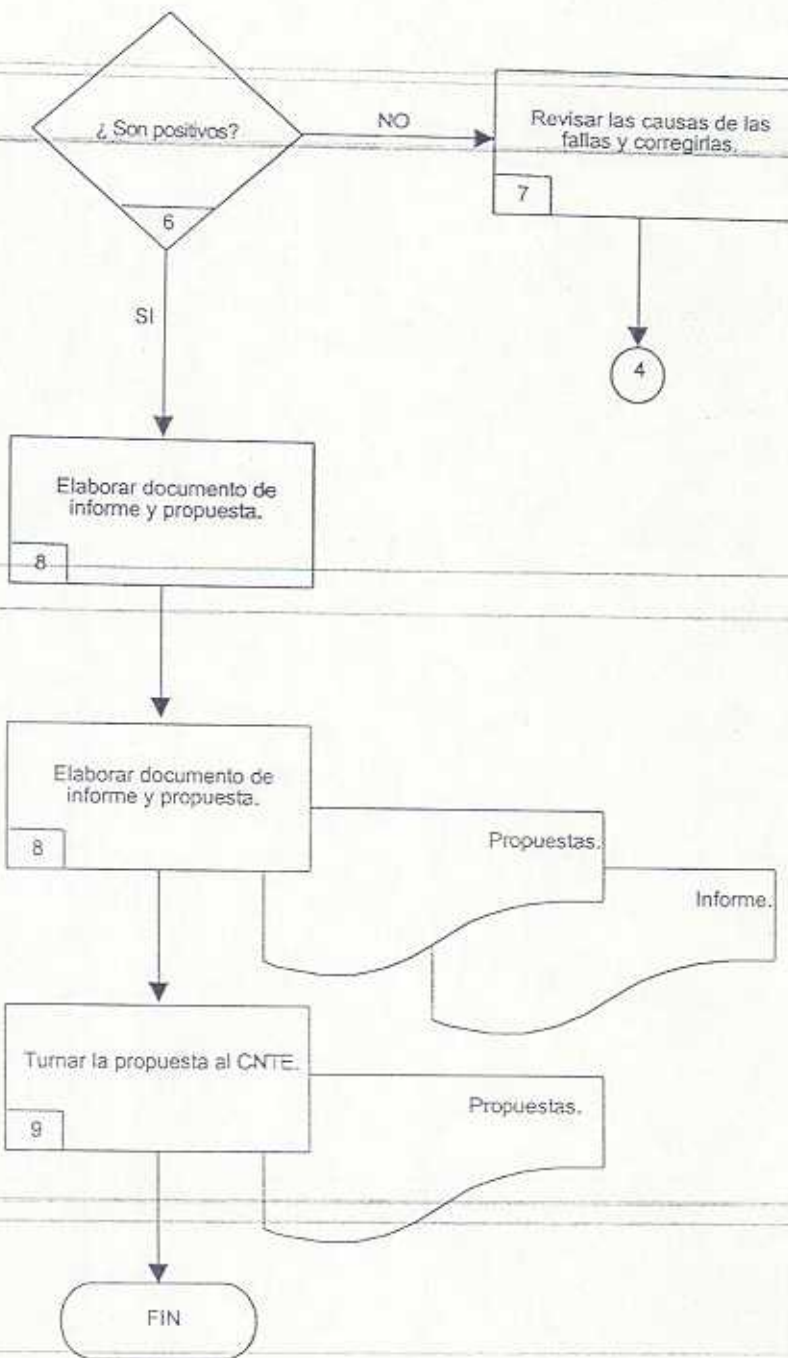 ¿ Son positivos?
6
NO
Revisar las causas de las
fallas y corregirlas.
7
4
SI
Elaborar documento de
informe y propuesta.
8
Elaborar documento de
informe y propuesta.
8
Propuestas.
Informe.
Turnar la propuesta al CNTE.
9
Propuestas.
FIN